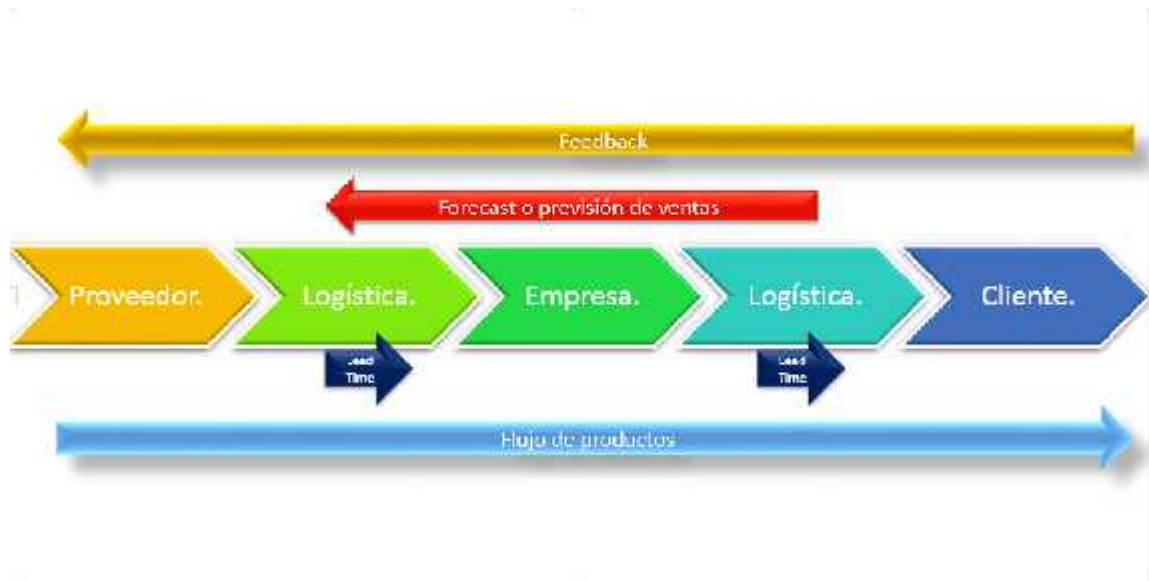 Feedback
Forecast o previsión de ventas
Proveedor.
Logística.
Empresa.
Logística.
Cliente.
Lead
Time
Lead
Time
Flujo de productos